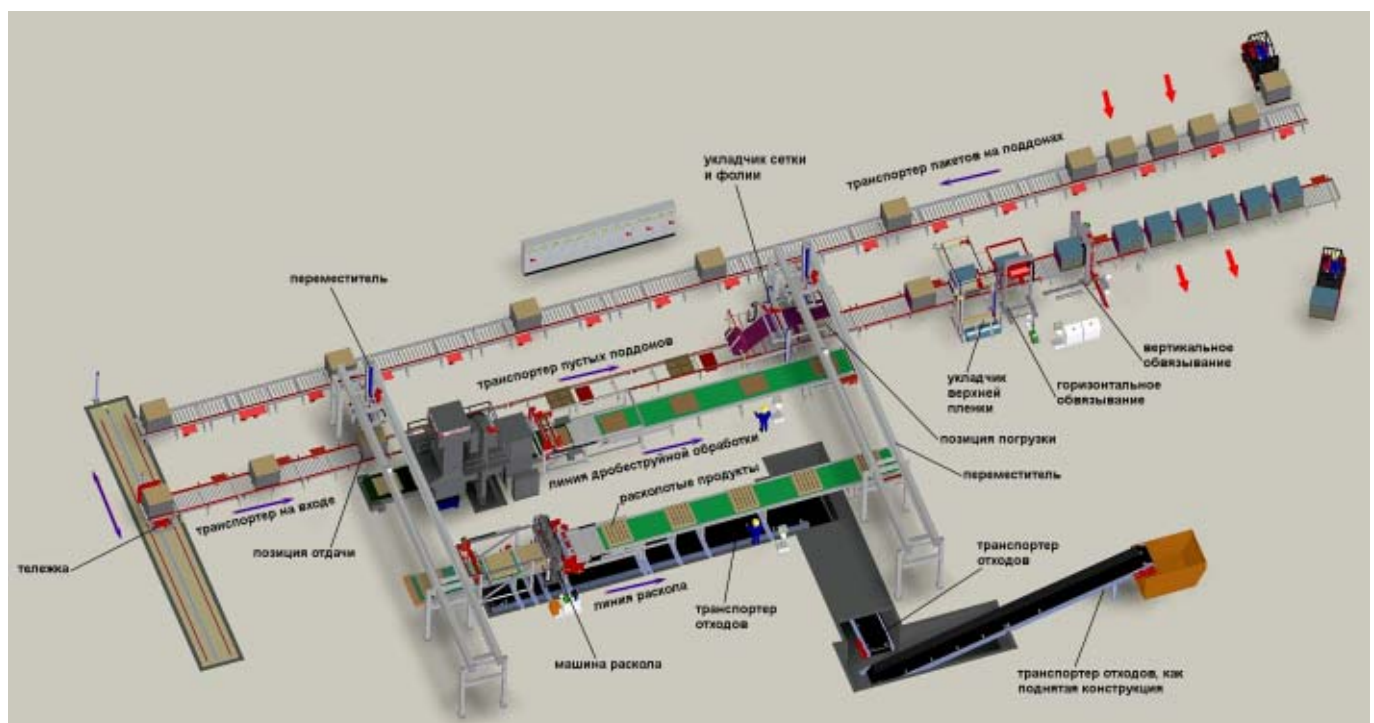 укладчик сетки
и фолии
транспортер пакетов на поддонах
переместитель
транспортер пустых поддонов
вертикальное
обвязывание
укладчик
верхней
пленки
горизонтальное
обвязывание
позиция погрузки
линия дробеструйной обработки
переместитель
расколотые продукты
транспортер на входе
позиция отдачи
тележка
линия раскола
транспортер
отходов
транспортер
отходов
машина раскола
транспортер отходов, как
поднятая конструкция